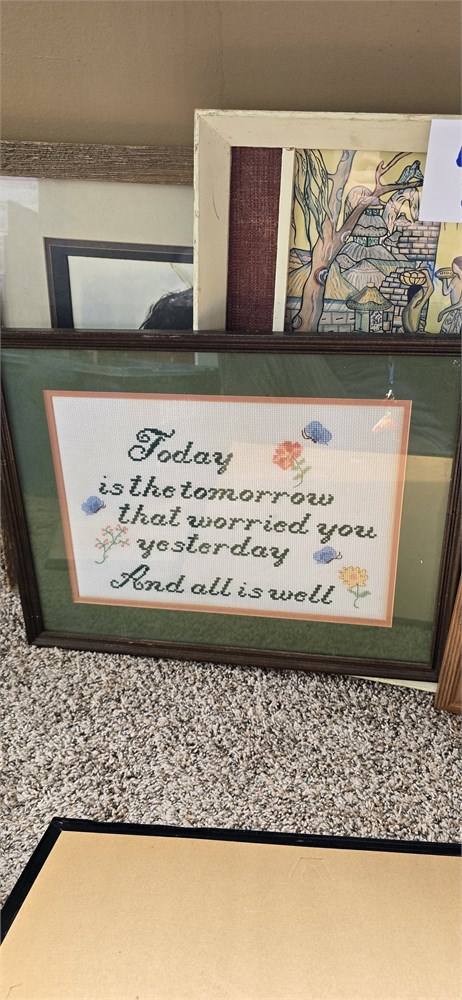 Today
is the tomorrow
that worried you
yesterday
And all is well